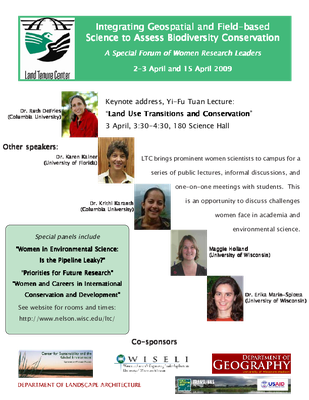 Integrating Geospatial and Field-based
Science to Assess Biodiversity Conservation
A Special Forum of Women Research Leaders
2-3 April and 15 April 2009
Land Tenure Center
Dr. Ruth DeFries
(Columbia University)
Keynote address, Yi-Fu Tuan Lecture:
"Land Use Transitions and Conservation"
3 April, 3:30-4:30, 180 Science Hall
Other speakers:
Dr. Karen Kainer
(University of Florida)
LTC brings prominent women scientists to campus for a
series of public lectures, informal discussions, and
one-on-one meetings with students. This
is an opportunity to discuss challenges
women face in academia and
environmental science.
Dr. Krithi Karanth
(Columbia University)
Special panels include
"Women in Environmental Science:
Is the Pipeline Leaky?"
"Priorities for Future Research"
"Women and Careers in International
Conservation and Development"
See website for rooms and times:
http://www.nelson.wisc.edu/ltc/
Maggie Holland
(University of Wisconsin)
Dr. Erika Marin-Spiotta
(University of Wisconsin)
Co-sponsors
Center for Sustainability and the
Global Environment
WISELI
DEPARTMENT OF
GEOGRAPHY
DEPARTMENT OF LANDSCAPE ARCHITECTURE
TRANSLINKS
USAID